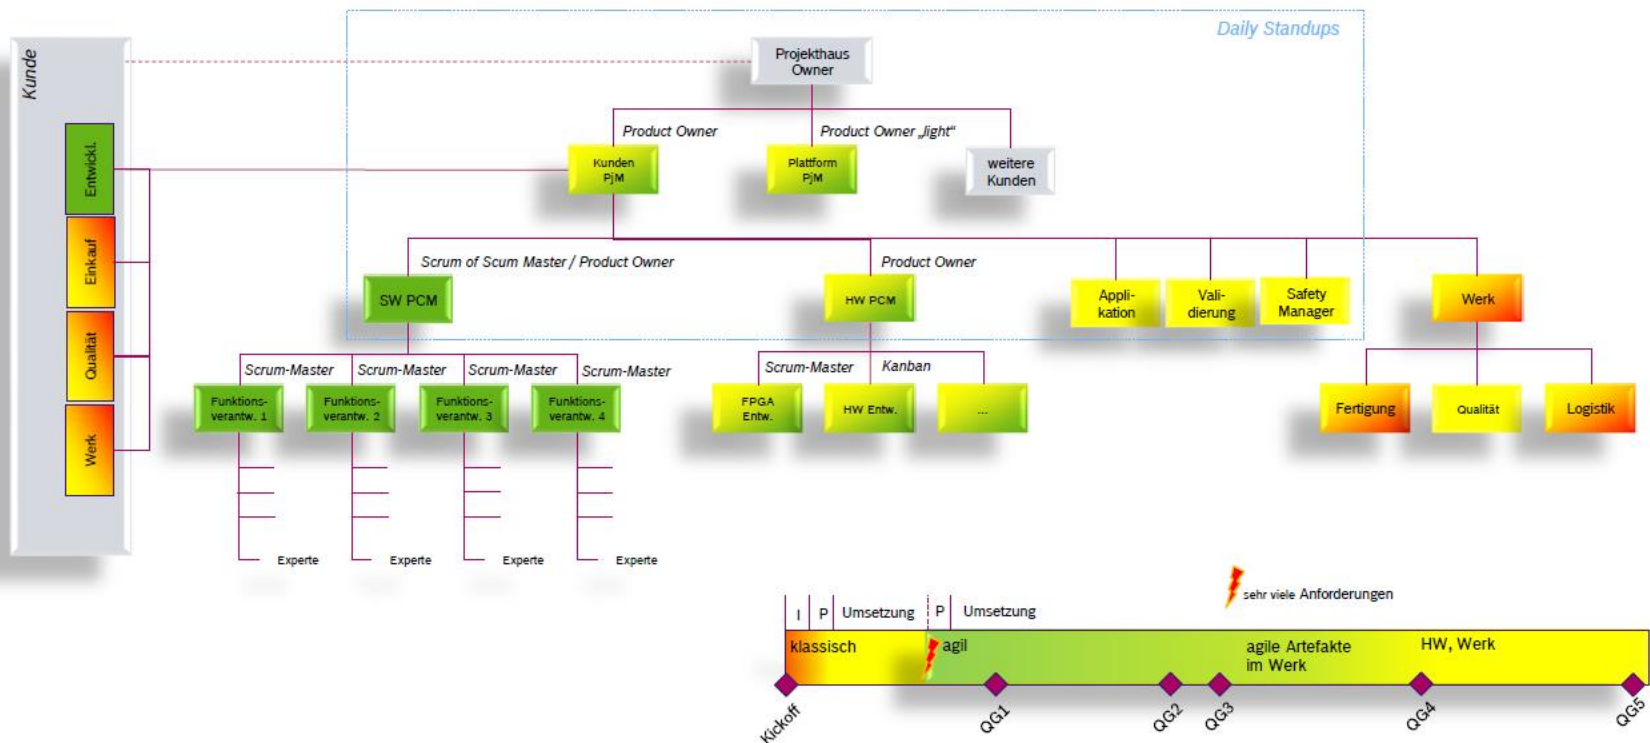 Daily Standups
Kunde
Projekthaus
Owner
Product Owner
Product Owner „light“
Entwickl.
Kunden
PjM
Plattform
PjM
weitere
Kunden
Einkauf
Scrum of Scum Master / Product Owner
Product Owner
SW PCM
HW PCM
Appli-
kation
Vali-
dierung
Safety
Manager
Werk
Qualität
Scrum-Master
Scrum-Master
Scrum-Master
Scrum-Master
Scrum-Master
Kanban
Funktions-
verantw. 1
Funktions-
verantw. 2
Funktions-
verantw. 3
Funktions-
verantw. 4
FPGA
Entw.
HW Entw.
...
Fertigung
Qualität
Logistik
Werk
Experte
Experte
Experte
Experte
sehr viele Anforderungen
I
P
Umsetzung
P
Umsetzung
klassisch
agil
agile Artefakte
im Werk
HW, Werk
Kickoff
QG1
QG2
QG3
QG4
QG5